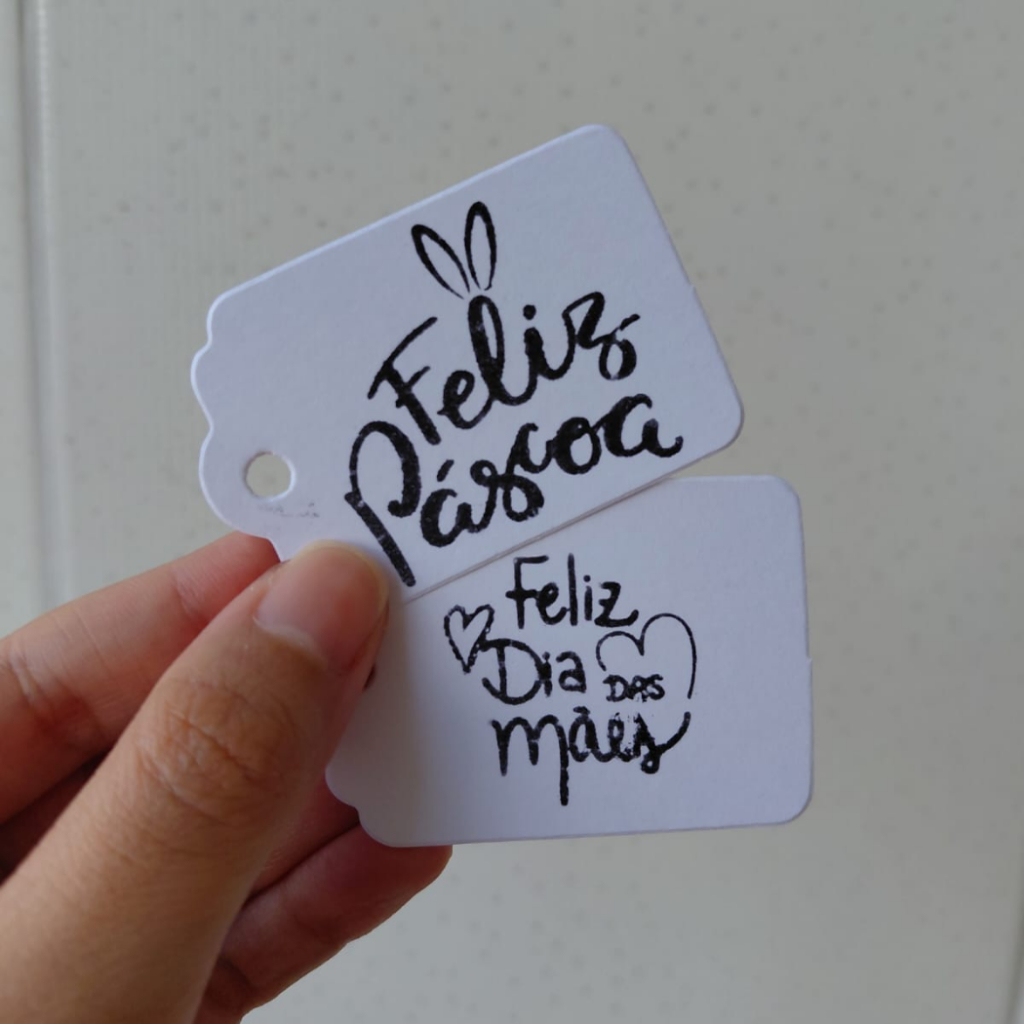 Feliz
Páscoa
Feliz
Dia DAS
mães